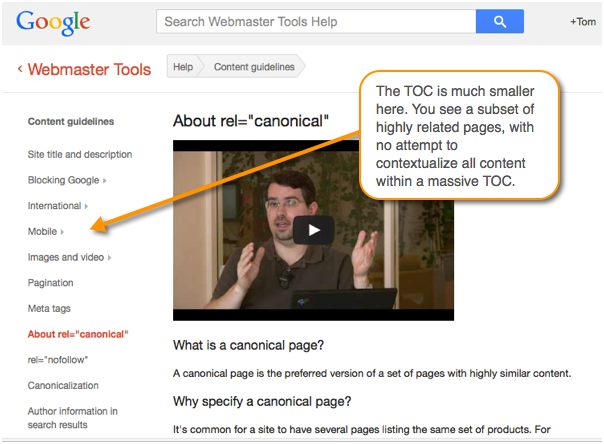 Google
Search Webmaster Tools Help
+Tom
‹ Webmaster Tools
Help
Content guidelines
Content guidelines
Site title and description
Blocking Google
International
Mobile
Images and video
Pagination
Meta tags
About rel="canonical"
rel="nofollow"
Canonicalization
Author information in
search results
About rel="canonical"
The TOC is much smaller
here. You see a subset of
highly related pages, with
no attempt to
contextualize all content
within a massive TOC.
What is a canonical page?
A canonical page is the preferred version of a set of pages with highly similar content.
Why specify a canonical page?
It's common for a site to have several pages listing the same set of products. For